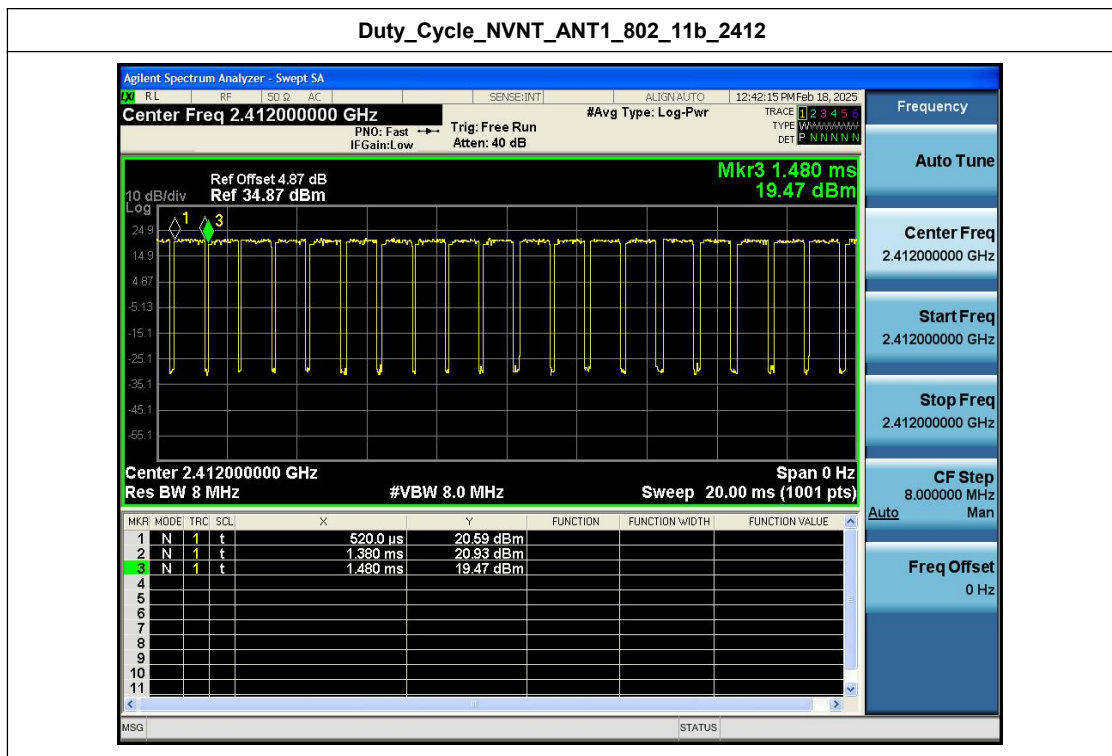 Duty_Cycle_NVNT_ANT1_802_11b_2412
Agilent Spectrum Analyzer - Swept SA
LXI RL RF 50 Ω AC SENSE:INT ALIGN AUTO 12:42:15 PM Feb 18, 2025
Center Freq 2.412000000 GHz #Avg Type: Log-Pwr TRACE 1 2 3 4 5 6
PNO: Fast Trig: Free Run TYPE
IFGain:Low Atten: 40 dB DET P N N N N N
Mkr3 1.480 ms
Ref Offset 4.87 dB
10 dB/div Ref 34.87 dBm 19.47 dBm
Log
1 3
24.9
14.9
4.87
-5.13
-15.1
-25.1
-35.1
-45.1
-55.1
Center 2.412000000 GHz Span 0 Hz
Res BW 8 MHz #VBW 8.0 MHz Sweep 20.00 ms (1001 pts)
MKR MODE TRC SCL X Y FUNCTION FUNCTION WIDTH FUNCTION VALUE
1 N 1 t 520.0 µs 20.59 dBm
2 N 1 t 1.380 ms 20.93 dBm
3 N 1 t 1.480 ms 19.47 dBm
4
5
6
7
8
9
10
11
MSG STATUS
Frequency
Auto Tune
Center Freq
2.412000000 GHz
Start Freq
2.412000000 GHz
Stop Freq
2.412000000 GHz
CF Step
8.000000 MHz
Auto Man
Freq Offset
0 Hz